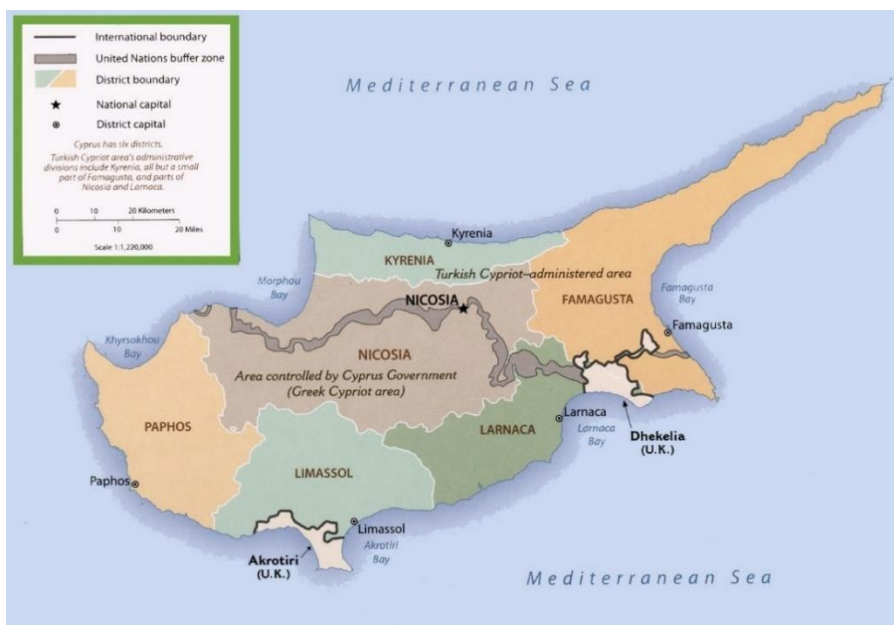 International boundary
United Nations buffer zone
District boundary
National capital
District capital
Cyprus has six districts.
Turkish Cypriot area's administrative
divisions include Kyrenia, all but a small
part of Famagusta, and parts of
Nicosia and Larnaca.
0 10 20 Kilometers
0 10 20 Miles
Scale 1:1,220,000
Mediterranean Sea
Kyrenia
KYRENIA
Turkish Cypriot–administered area
Morphou
Bay
NICOSIA
FAMAGUSTA
Famagusta
Bay
Famagusta
Khrysokhou
Bay
NICOSIA
Area controlled by Cyprus Government
(Greek Cypriot area)
PAPHOS
LARNACA
Larnaca
Larnaca
Bay
Dhekelia
(U.K.)
LIMASSOL
Paphos
Limassol
Akrotiri
Bay
Akrotiri
(U.K.)
Mediterranean Sea